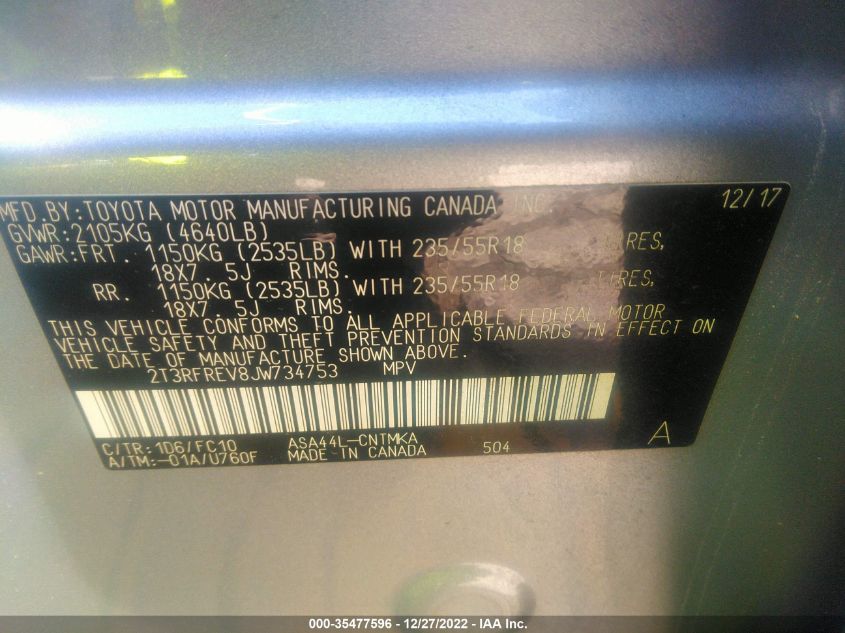 MFD.BY:TOYOTA MOTOR MANUFACTURING CANADA INC. 12/17
GVWR:2105KG (4640LB)
GAWR:FRT. 1150KG (2535LB) WITH 235/55R18 TIRES,
18X7.5J RIMS.
RR. 1150KG (2535LB) WITH 235/55R18 TIRES,
18X7.5J RIMS.
THIS VEHICLE CONFORMS TO ALL APPLICABLE FEDERAL MOTOR
VEHICLE SAFETY AND THEFT PREVENTION STANDARDS IN EFFECT ON
THE DATE OF MANUFACTURE SHOWN ABOVE.
2T3RFREV8JW734753 MPV
C/TR:1D6/FC10 ASA44L-CNTMKA A
A/TM:-01A/U760F MADE IN CANADA 504
000-35477596 - 12/27/2022 - IAA Inc.